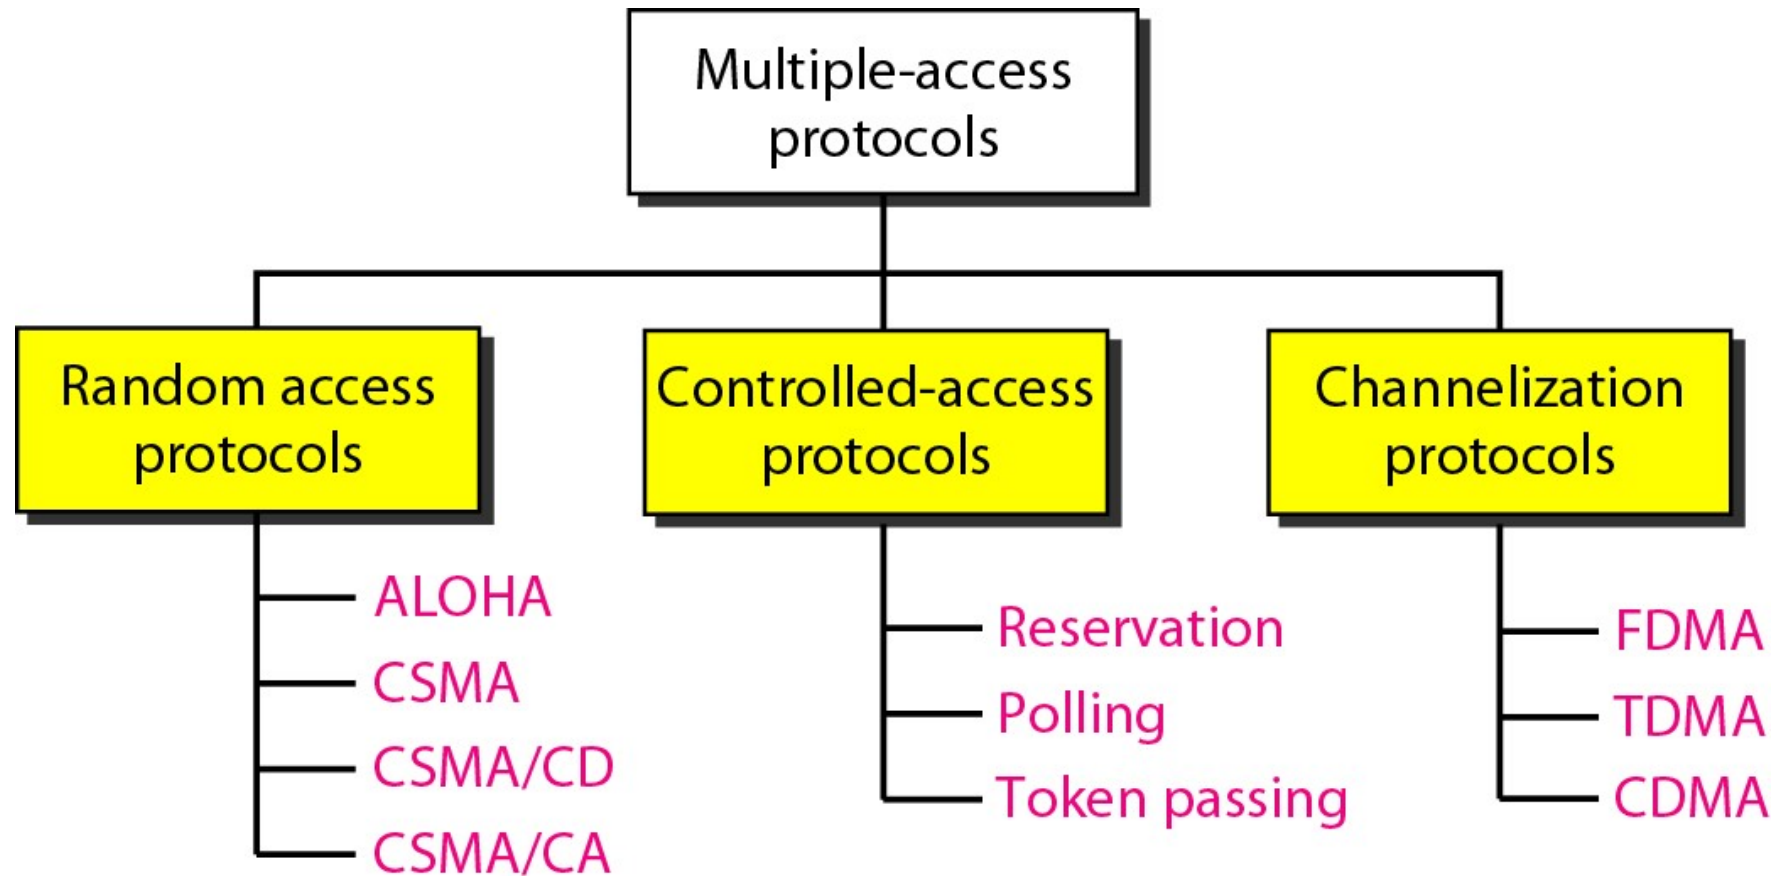 Multiple-access
protocols
Random access
protocols
Controlled-access
protocols
Channelization
protocols
ALOHA
CSMA
CSMA/CD
CSMA/CA
Reservation
Polling
Token passing
FDMA
TDMA
CDMA